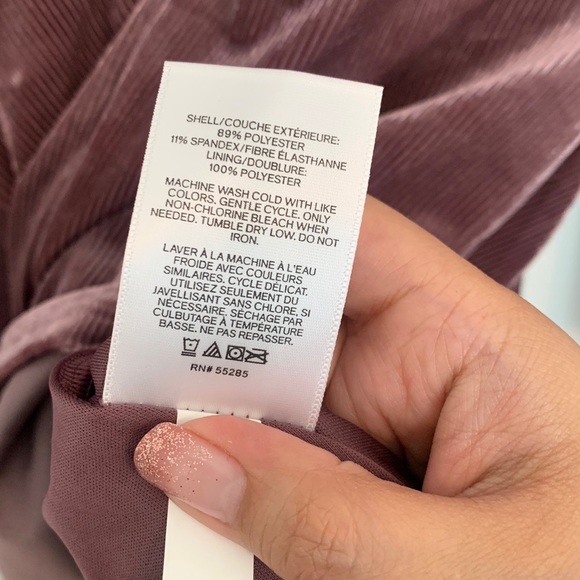 SHELL/COUCHE EXTÉRIEURE:
89% POLYESTER
11% SPANDEX/FIBRE ÉLASTHANNE
LINING/DOUBLURE:
100% POLYESTER
MACHINE WASH COLD WITH LIKE
COLORS, GENTLE CYCLE. ONLY
NON-CHLORINE BLEACH WHEN
NEEDED. TUMBLE DRY LOW. DO NOT
IRON.
LAVER À LA MACHINE À L'EAU
FROIDE AVEC COULEURS
SIMILAIRES, CYCLE DÉLICAT.
UTILISEZ SEULEMENT DU
JAVELLISANT SANS CHLORE, SI
NÉCESSAIRE. SÉCHAGE PAR
CULBUTAGE À TEMPÉRATURE
BASSE. NE PAS REPASSER.
RN# 55285